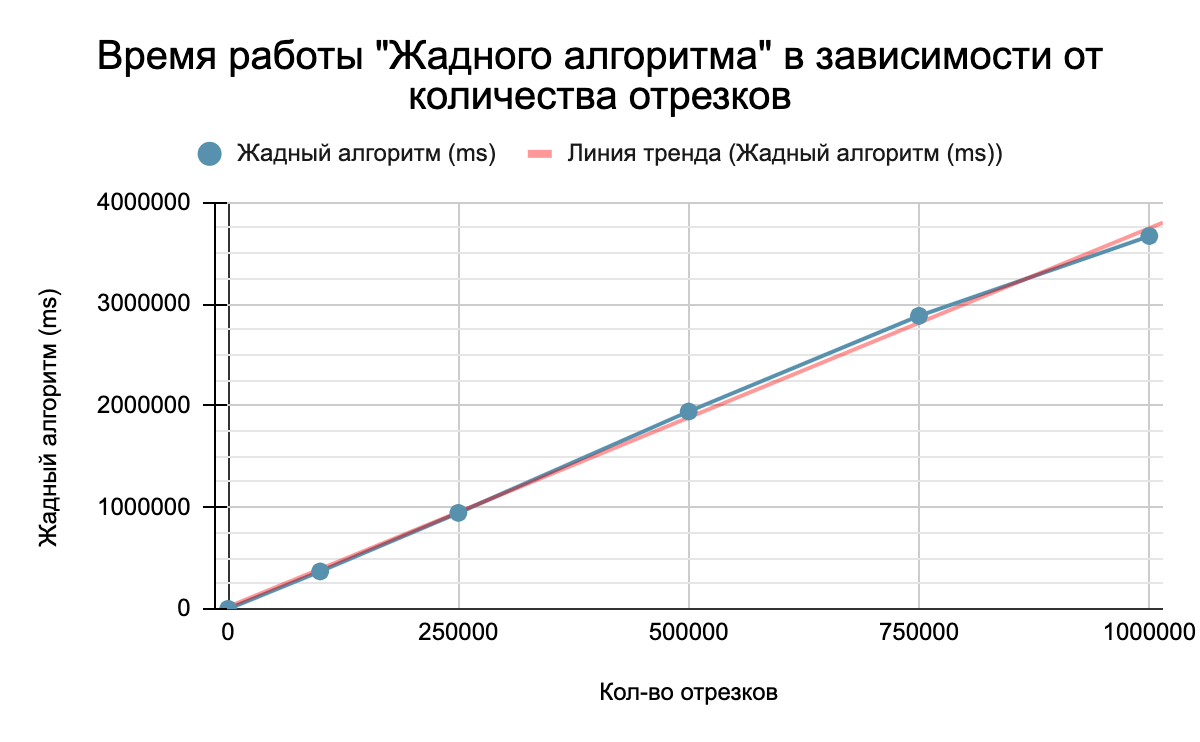 Время работы "Жадного алгоритма" в зависимости от
количества отрезков
Жадный алгоритм (ms)
Линия тренда (Жадный алгоритм (ms))
4000000
3000000
2000000
1000000
0
Жадный алгоритм (ms)
0
250000
500000
750000
1000000
Кол-во отрезков